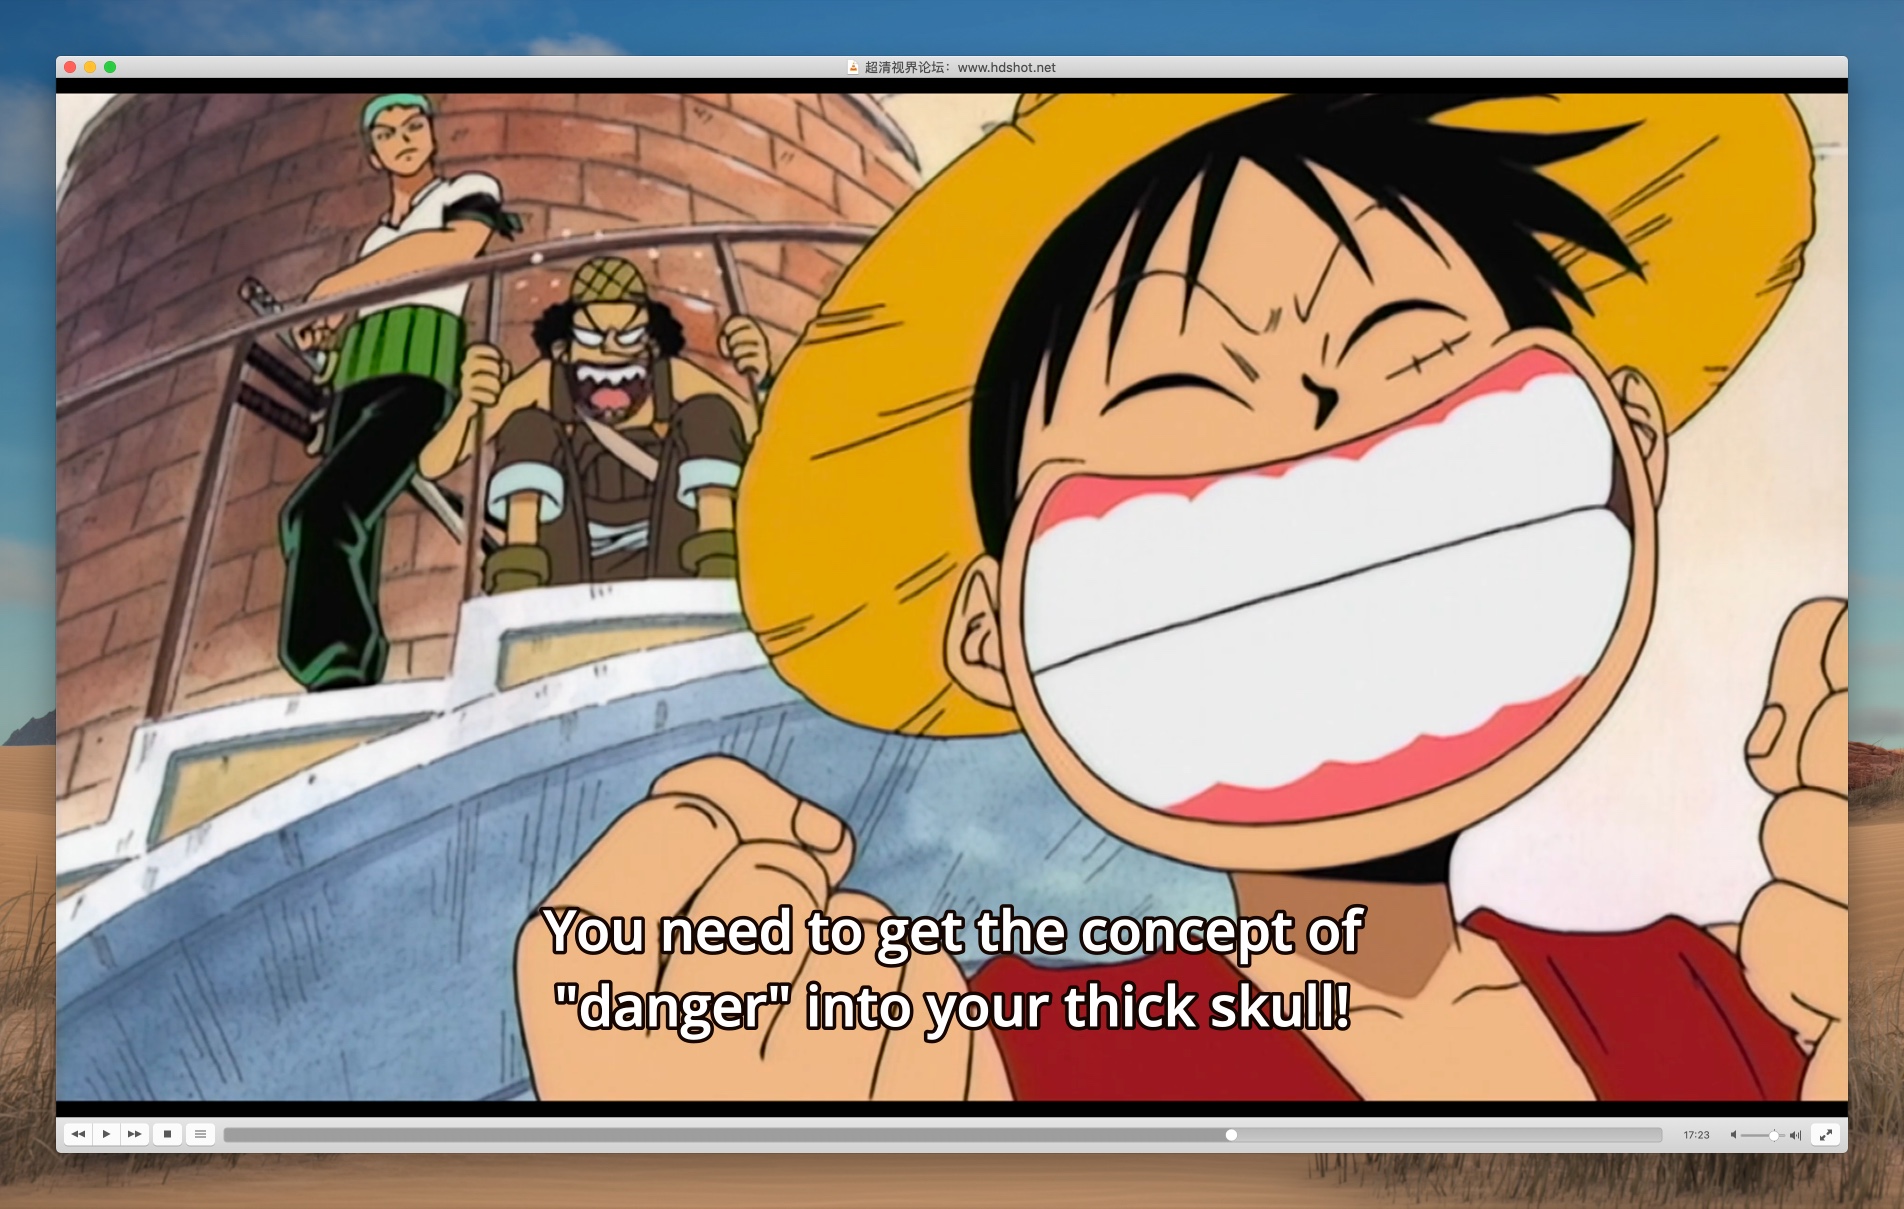 超清视界论坛：www.hdshot.net
You need to get the concept of
"danger" into your thick skull!
17:23